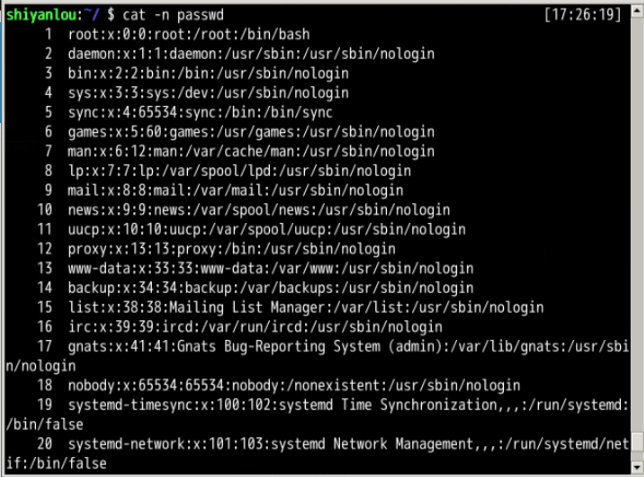 shiyanlou:~/ $ cat -n passwd [17:26:19]
1 root:x:0:0:root:/root:/bin/bash
2 daemon:x:1:1:daemon:/usr/sbin:/usr/sbin/nologin
3 bin:x:2:2:bin:/bin:/usr/sbin/nologin
4 sys:x:3:3:sys:/dev:/usr/sbin/nologin
5 sync:x:4:65534:sync:/bin:/bin/sync
6 games:x:5:60:games:/usr/games:/usr/sbin/nologin
7 man:x:6:12:man:/var/cache/man:/usr/sbin/nologin
8 lp:x:7:7:lp:/var/spool/lpd:/usr/sbin/nologin
9 mail:x:8:8:mail:/var/mail:/usr/sbin/nologin
10 news:x:9:9:news:/var/spool/news:/usr/sbin/nologin
11 uucp:x:10:10:uucp:/var/spool/uucp:/usr/sbin/nologin
12 proxy:x:13:13:proxy:/bin:/usr/sbin/nologin
13 www-data:x:33:33:www-data:/var/www:/usr/sbin/nologin
14 backup:x:34:34:backup:/var/backups:/usr/sbin/nologin
15 list:x:38:38:Mailing List Manager:/var/list:/usr/sbin/nologin
16 irc:x:39:39:ircd:/var/run/ircd:/usr/sbin/nologin
17 gnats:x:41:41:Gnats Bug-Reporting System (admin):/var/lib/gnats:/usr/sbi
n/nologin
18 nobody:x:65534:65534:nobody:/nonexistent:/usr/sbin/nologin
19 systemd-timesync:x:100:102:systemd Time Synchronization,,,:/run/systemd:
/bin/false
20 systemd-network:x:101:103:systemd Network Management,,,:/run/systemd/net
if:/bin/false